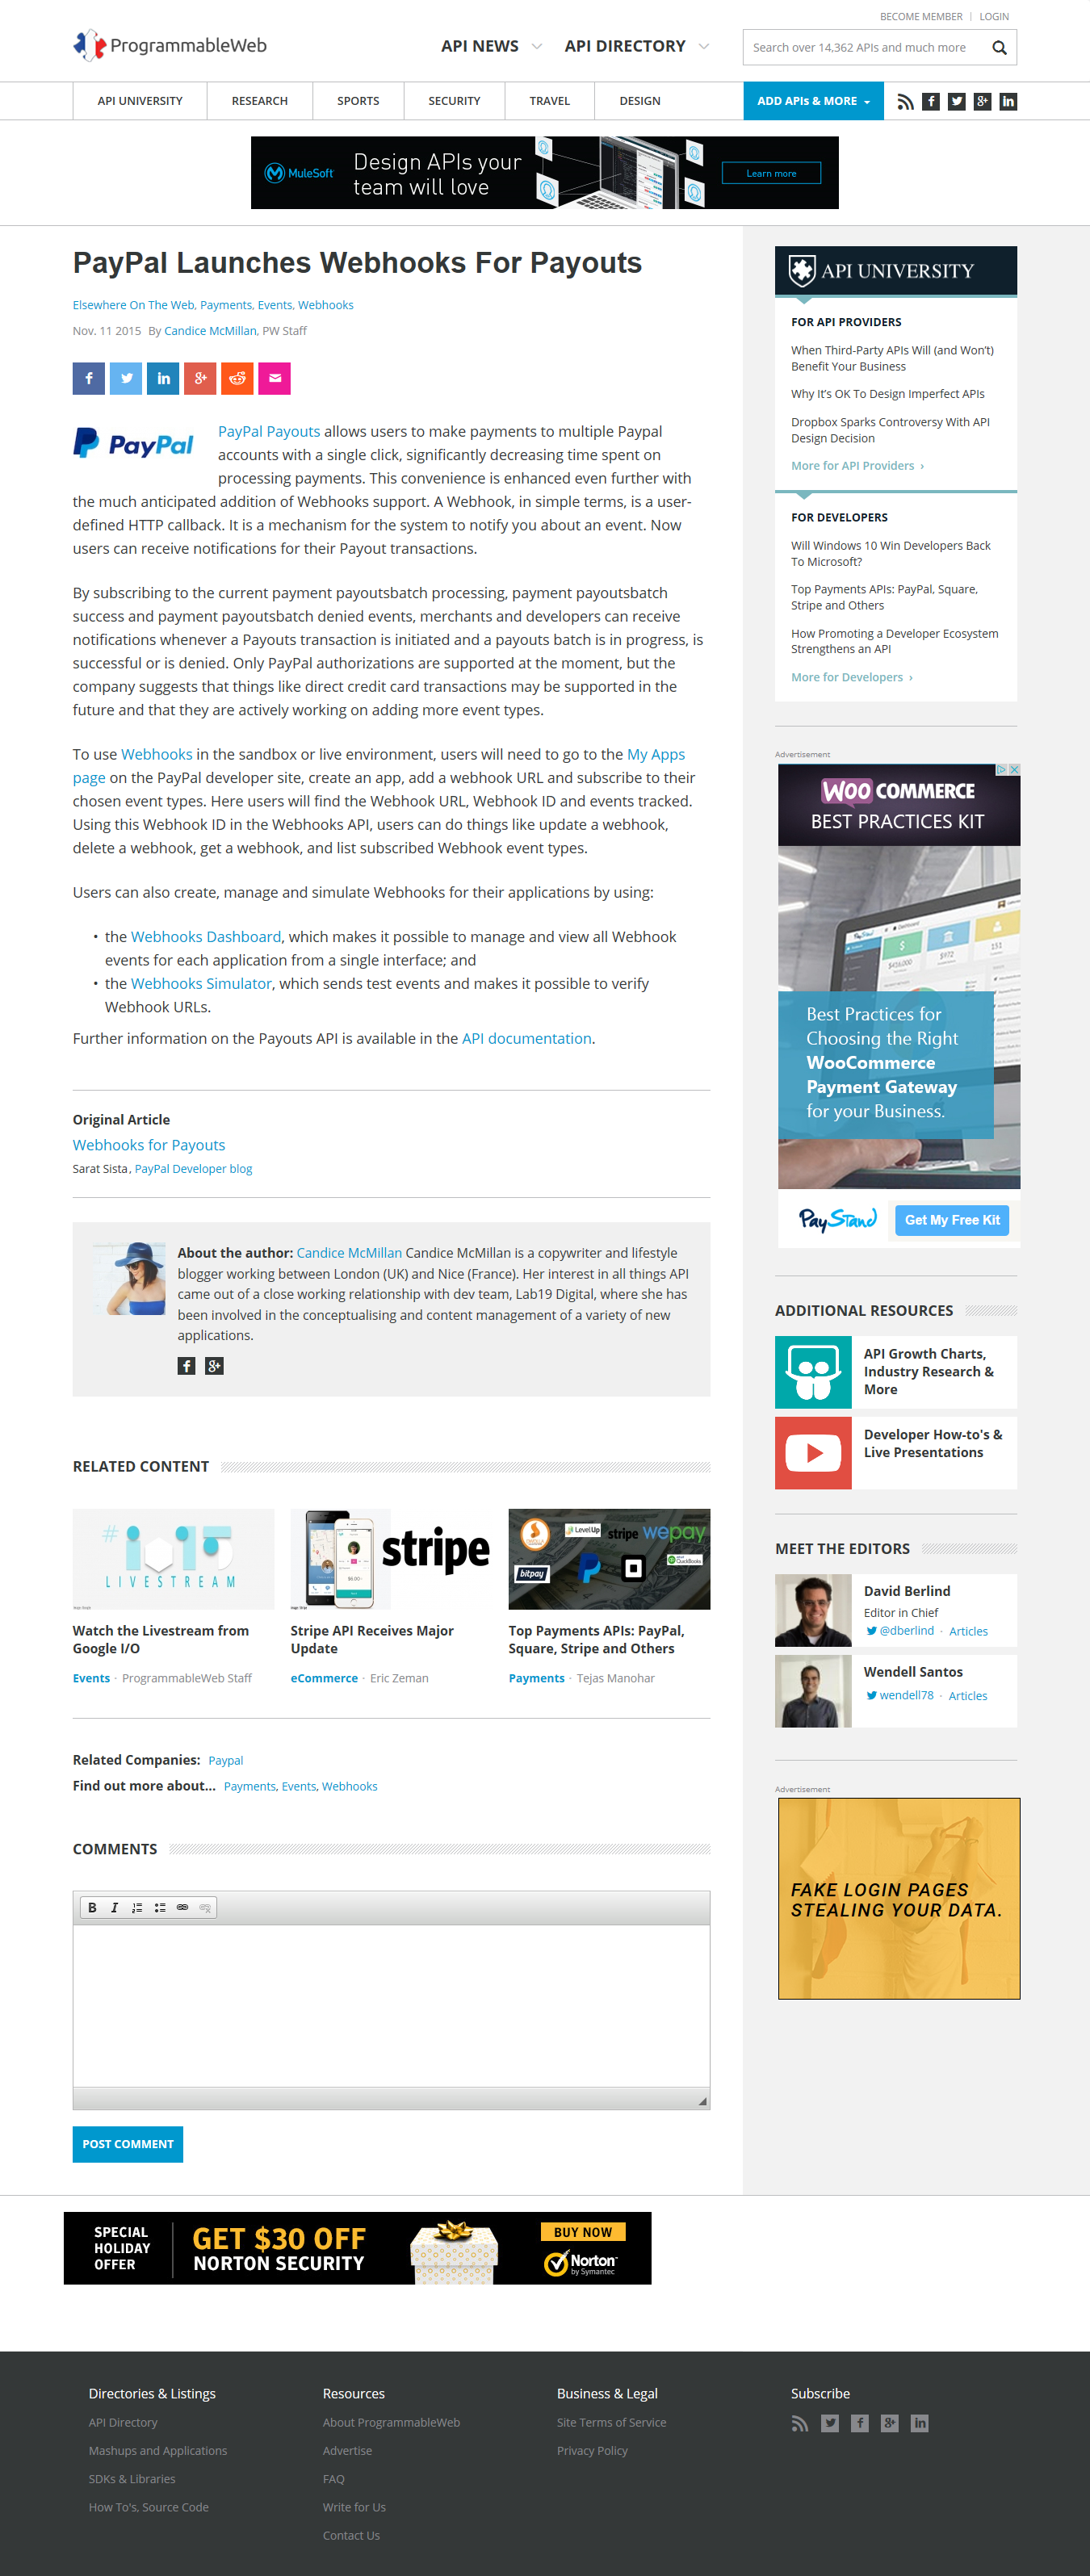 BECOME MEMBER | LOGIN
ProgrammableWeb
API NEWS
API DIRECTORY
Search over 14,362 APIs and much more
API UNIVERSITY
RESEARCH
SPORTS
SECURITY
TRAVEL
DESIGN
ADD APIs & MORE
MuleSoft
Design APIs your
team will love
Learn more
PayPal Launches Webhooks For Payouts
Elsewhere On The Web, Payments, Events, Webhooks
Nov. 11 2015 By Candice McMillan, PW Staff
PayPal
PayPal Payouts allows users to make payments to multiple Paypal
accounts with a single click, significantly decreasing time spent on
processing payments. This convenience is enhanced even further with
the much anticipated addition of Webhooks support. A Webhook, in simple terms, is a user-
defined HTTP callback. It is a mechanism for the system to notify you about an event. Now
users can receive notifications for their Payout transactions.
By subscribing to the current payment payoutsbatch processing, payment payoutsbatch
success and payment payoutsbatch denied events, merchants and developers can receive
notifications whenever a Payouts transaction is initiated and a payouts batch is in progress, is
successful or is denied. Only PayPal authorizations are supported at the moment, but the
company suggests that things like direct credit card transactions may be supported in the
future and that they are actively working on adding more event types.
To use Webhooks in the sandbox or live environment, users will need to go to the My Apps
page on the PayPal developer site, create an app, add a webhook URL and subscribe to their
chosen event types. Here users will find the Webhook URL, Webhook ID and events tracked.
Using this Webhook ID in the Webhooks API, users can do things like update a webhook,
delete a webhook, get a webhook, and list subscribed Webhook event types.
Users can also create, manage and simulate Webhooks for their applications by using:
• the Webhooks Dashboard, which makes it possible to manage and view all Webhook
events for each application from a single interface; and
• the Webhooks Simulator, which sends test events and makes it possible to verify
Webhook URLs.
Further information on the Payouts API is available in the API documentation.
Original Article
Webhooks for Payouts
Sarat Sista, PayPal Developer blog
About the author: Candice McMillan Candice McMillan is a copywriter and lifestyle
blogger working between London (UK) and Nice (France). Her interest in all things API
came out of a close working relationship with dev team, Lab19 Digital, where she has
been involved in the conceptualising and content management of a variety of new
applications.
RELATED CONTENT
#io15
LIVESTREAM
Watch the Livestream from
Google I/O
Events · ProgrammableWeb Staff
stripe
Stripe API Receives Major
Update
eCommerce · Eric Zeman
LevelUp
stripe
wepay
bitpay
QuickBooks
Top Payments APIs: PayPal,
Square, Stripe and Others
Payments · Tejas Manohar
Related Companies: Paypal
Find out more about... Payments, Events, Webhooks
COMMENTS
B I
POST COMMENT
API UNIVERSITY
FOR API PROVIDERS
When Third-Party APIs Will (and Won't)
Benefit Your Business
Why It's OK To Design Imperfect APIs
Dropbox Sparks Controversy With API
Design Decision
More for API Providers ›
FOR DEVELOPERS
Will Windows 10 Win Developers Back
To Microsoft?
Top Payments APIs: PayPal, Square,
Stripe and Others
How Promoting a Developer Ecosystem
Strengthens an API
More for Developers ›
Advertisement
WOO COMMERCE
BEST PRACTICES KIT
Best Practices for
Choosing the Right
WooCommerce
Payment Gateway
for your Business.
PayStand
Get My Free Kit
ADDITIONAL RESOURCES
API Growth Charts,
Industry Research &
More
Developer How-to's &
Live Presentations
MEET THE EDITORS
David Berlind
Editor in Chief
@dberlind · Articles
Wendell Santos
wendell78 · Articles
Advertisement
FAKE LOGIN PAGES
STEALING YOUR DATA.
SPECIAL
HOLIDAY
OFFER
GET $30 OFF
NORTON SECURITY
BUY NOW
Norton
by Symantec
Directories & Listings
API Directory
Mashups and Applications
SDKs & Libraries
How To's, Source Code
Resources
About ProgrammableWeb
Advertise
FAQ
Write for Us
Contact Us
Business & Legal
Site Terms of Service
Privacy Policy
Subscribe